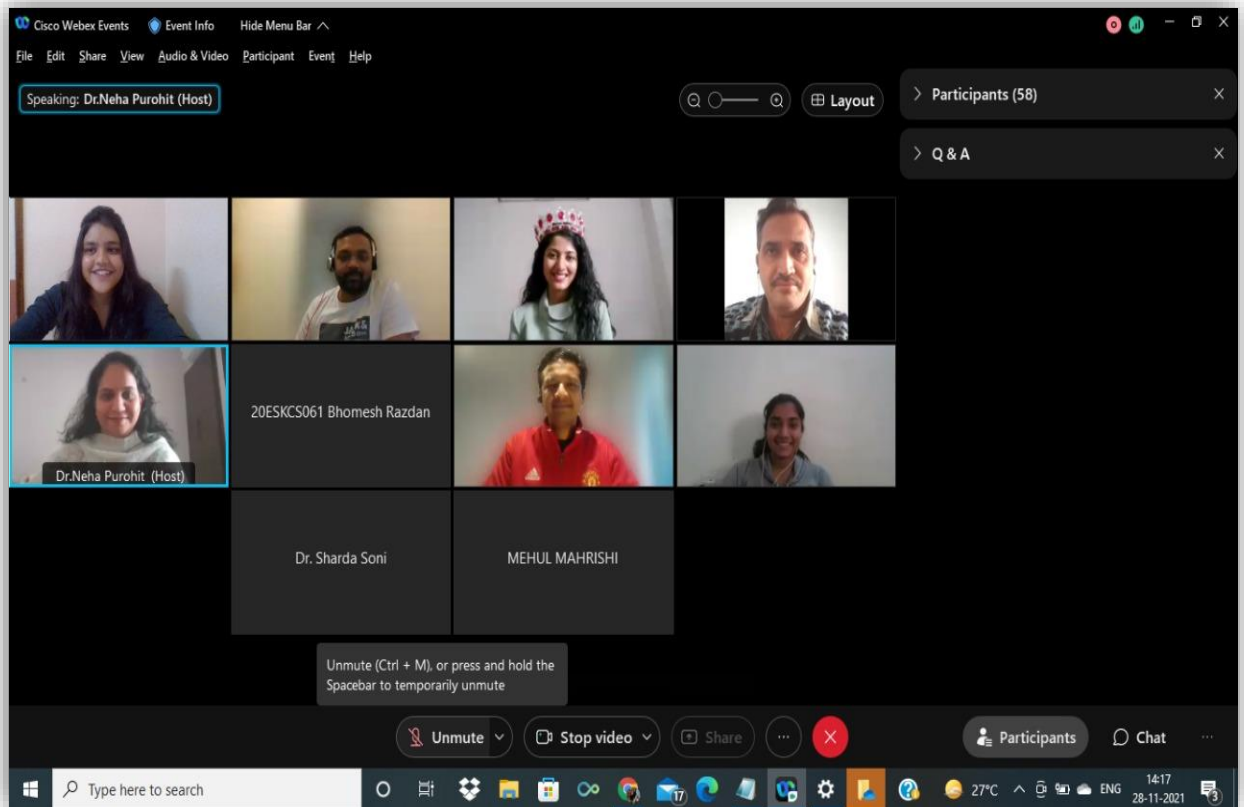 Cisco Webex Events Event Info Hide Menu Bar
File Edit Share View Audio & Video Participant Event Help
Speaking: Dr.Neha Purohit (Host)
Layout
Participants (58)
Q & A
Dr.Neha Purohit (Host)
20ESKCS061 Bhomesh Razdan
Dr. Sharda Soni
MEHUL MAHRISHI
Unmute (Ctrl + M), or press and hold the
Spacebar to temporarily unmute
Unmute
Stop video
Share
Participants
Chat
Type here to search
17
27°C
ENG
14:17
28-11-2021
3